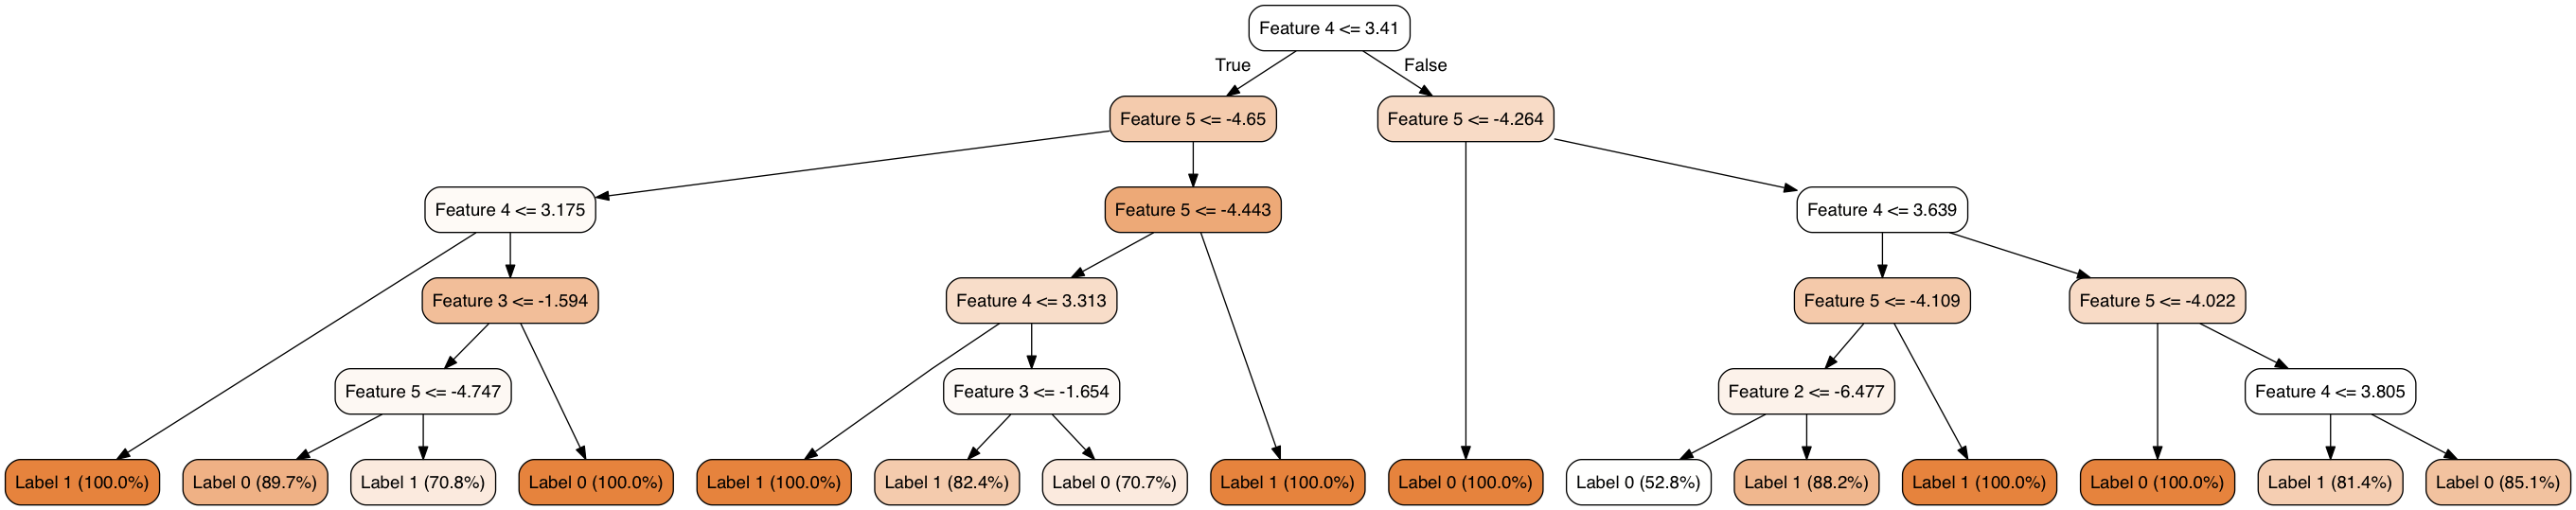 Feature 4 <= 3.41
True
False
Feature 5 <= -4.65
Feature 5 <= -4.264
Feature 4 <= 3.175
Feature 5 <= -4.443
Feature 4 <= 3.639
Feature 3 <= -1.594
Feature 4 <= 3.313
Feature 5 <= -4.109
Feature 5 <= -4.022
Feature 5 <= -4.747
Feature 3 <= -1.654
Feature 2 <= -6.477
Feature 4 <= 3.805
Label 1 (100.0%)
Label 0 (89.7%)
Label 1 (70.8%)
Label 0 (100.0%)
Label 1 (100.0%)
Label 1 (82.4%)
Label 0 (70.7%)
Label 1 (100.0%)
Label 0 (100.0%)
Label 0 (52.8%)
Label 1 (88.2%)
Label 1 (100.0%)
Label 0 (100.0%)
Label 1 (81.4%)
Label 0 (85.1%)